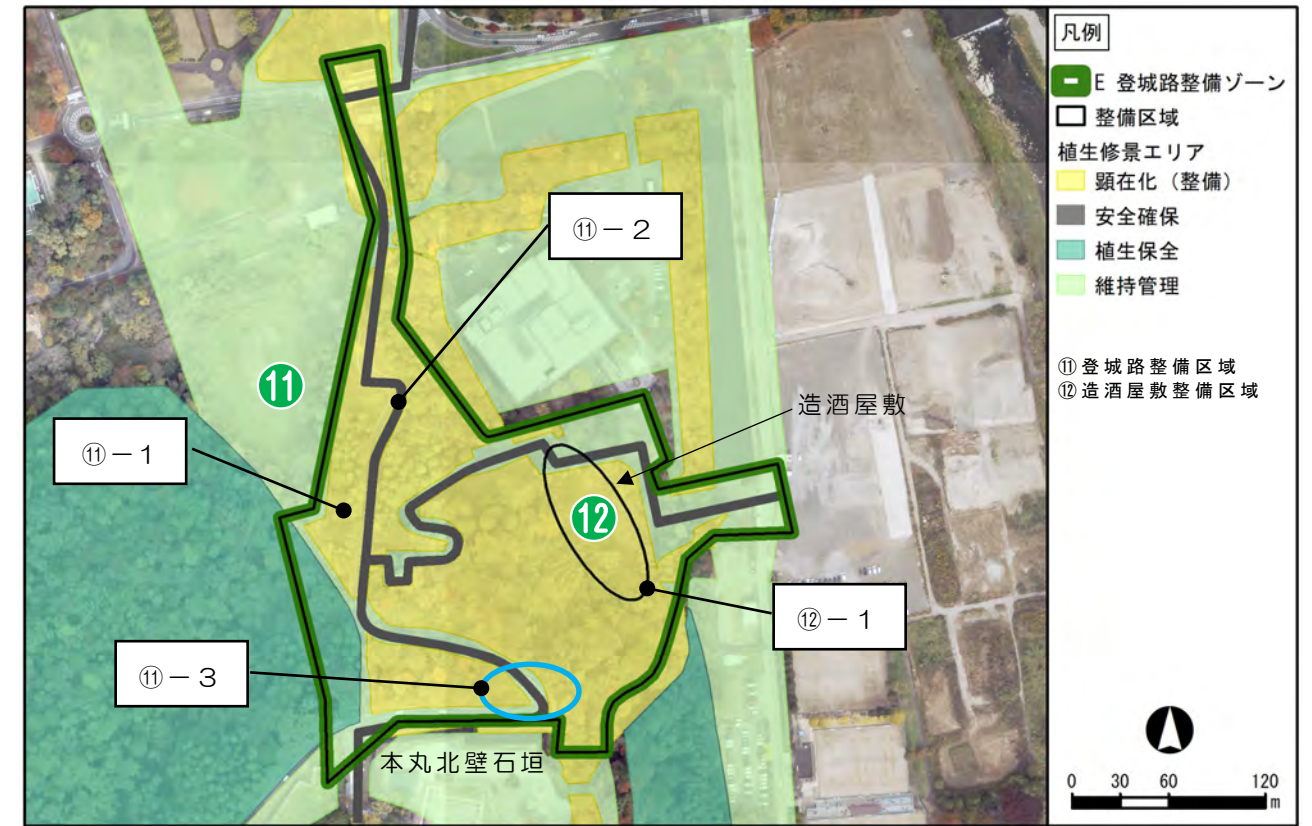 ⑪－2
⑪
造酒屋敷
⑪－1
⑫
⑫－1
⑪－3
本丸北壁石垣
凡例
E 登城路整備ゾーン
整備区域
植生修景エリア
顕在化（整備）
安全確保
植生保全
維持管理
⑪登城路整備区域
⑫造酒屋敷整備区域
0 30 60 120
m